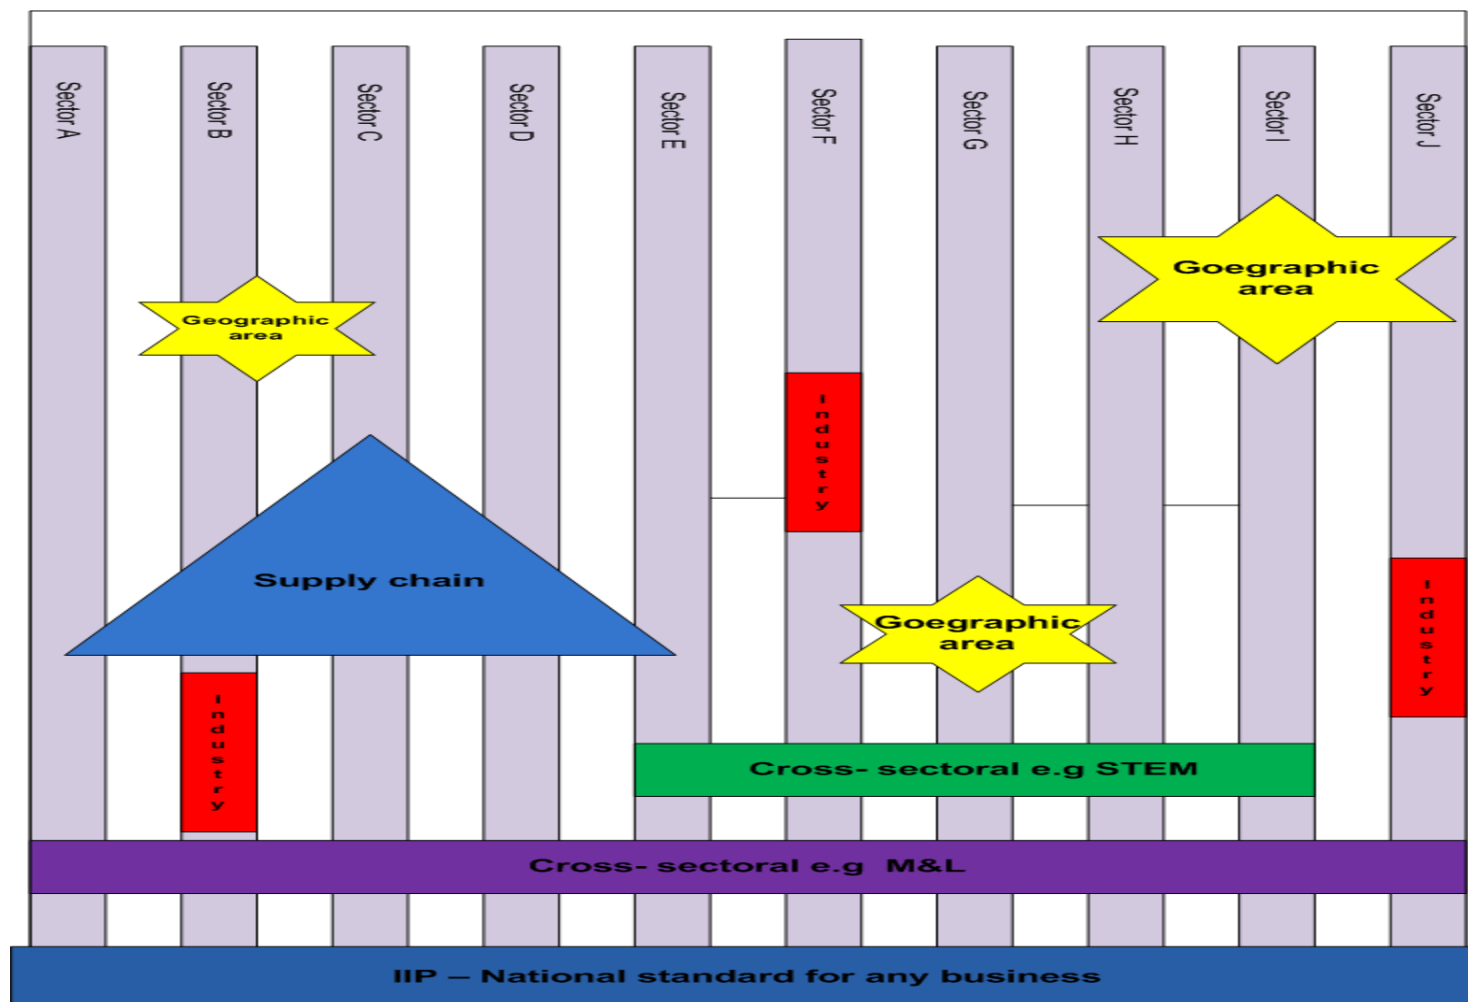 Sector A
Sector B
Sector C
Sector D
Sector E
Sector F
Sector G
Sector H
Sector I
Sector J
Goegraphic
area
Geographic
area
Industry
Supply chain
Industry
Goegraphic
area
Industry
Cross- sectoral e.g STEM
Cross- sectoral e.g  M&L
IIP – National standard for any business